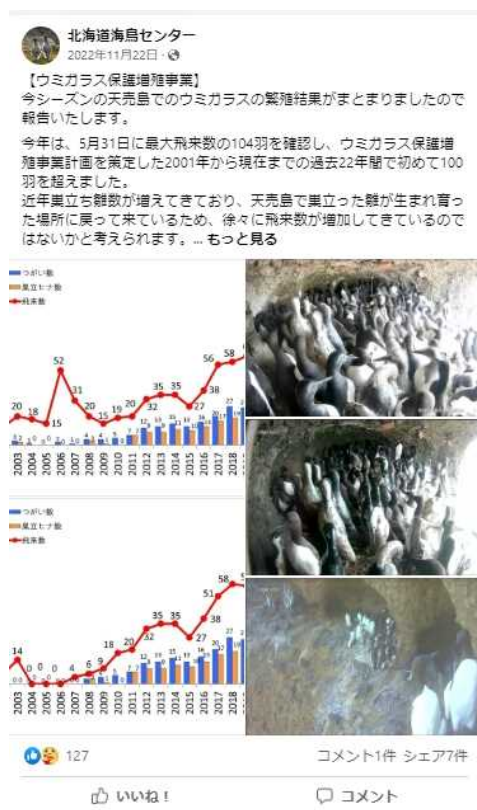 北海道海鳥センター
2022年11月22日・
【ウミガラス保護増殖事業】
今シーズンの天売島でのウミガラスの繁殖結果がまとまりましたので
報告いたします。
今年は、5月31日に最大飛来数の104羽を確認し、ウミガラス保護増
殖事業計画を策定した2001年から現在までの過去22年間で初めて100
羽を超えました。
近年巣立ち雛数が増えてきており、天売島で巣立った雛が生まれ育っ
た場所に戻って来ているため、徐々に飛来数が増加してきているので
はないかと考えられます。... もっと見る
つがい数
巣立ヒナ数
飛来数
20 18 15 52 31 20 15 19 20 32 35 35 27 38 56 58
2003 2004 2005 2006 2007 2008 2009 2010 2011 2012 2013 2014 2015 2016 2017 2018
つがい数
巣立ヒナ数
飛来数
14 0 0 0 4 6 9 18 20 32 35 35 27 38 51 58
2003 2004 2005 2006 2007 2008 2009 2010 2011 2012 2013 2014 2015 2016 2017 2018
127
コメント1件 シェア7件
いいね！
コメント